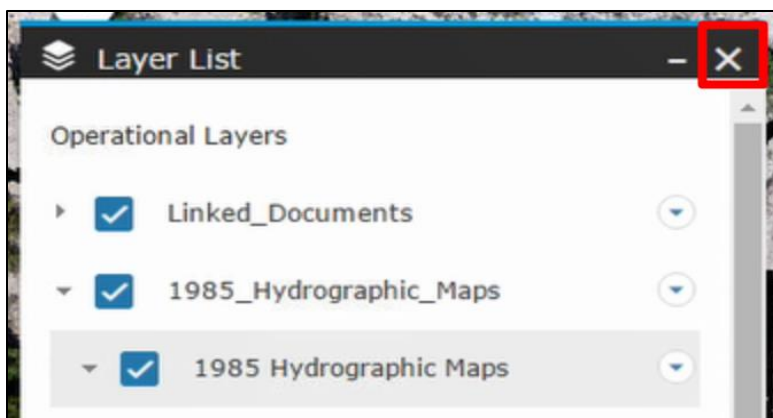 Layer List
Operational Layers
Linked_Documents
1985_Hydrographic_Maps
1985 Hydrographic Maps